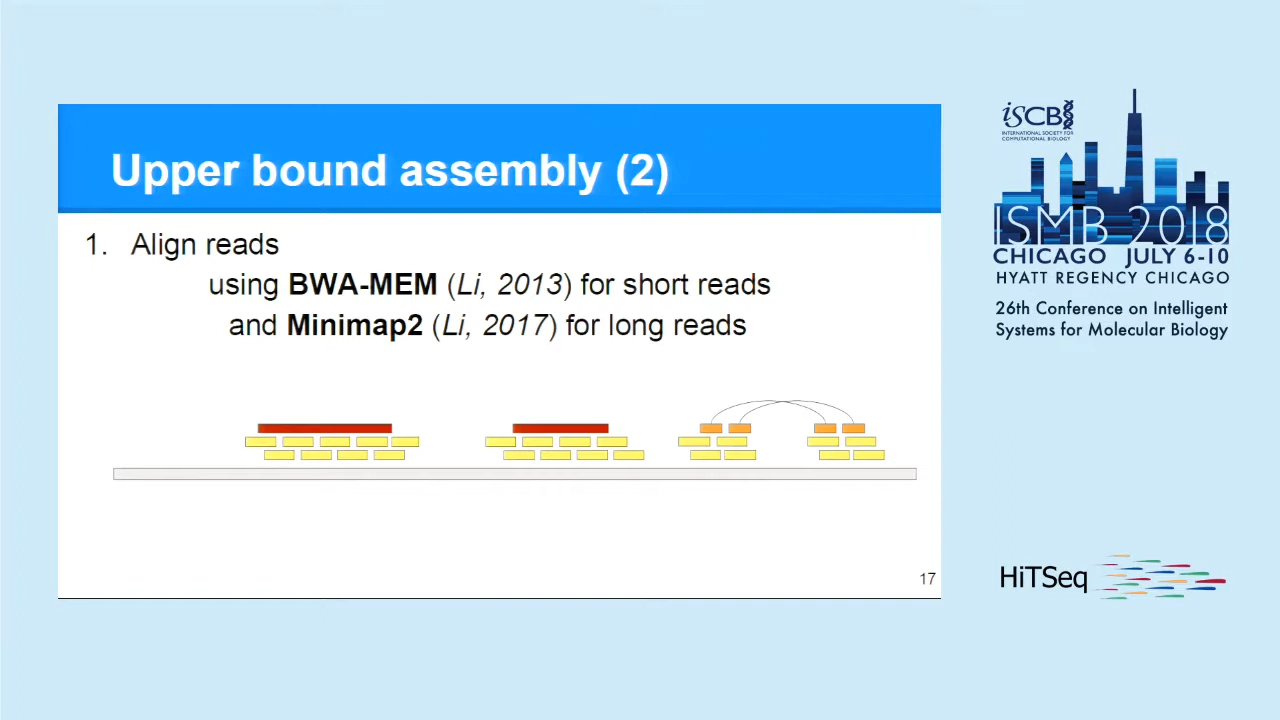 Upper bound assembly (2)
1. Align reads
using BWA-MEM (Li, 2013) for short reads
and Minimap2 (Li, 2017) for long reads
17
iSCB
INTERNATIONAL SOCIETY FOR
COMPUTATIONAL BIOLOGY
ISMB 2018
CHICAGO JULY 6-10
HYATT REGENCY CHICAGO
26th Conference on Intelligent
Systems for Molecular Biology
HiTSeq